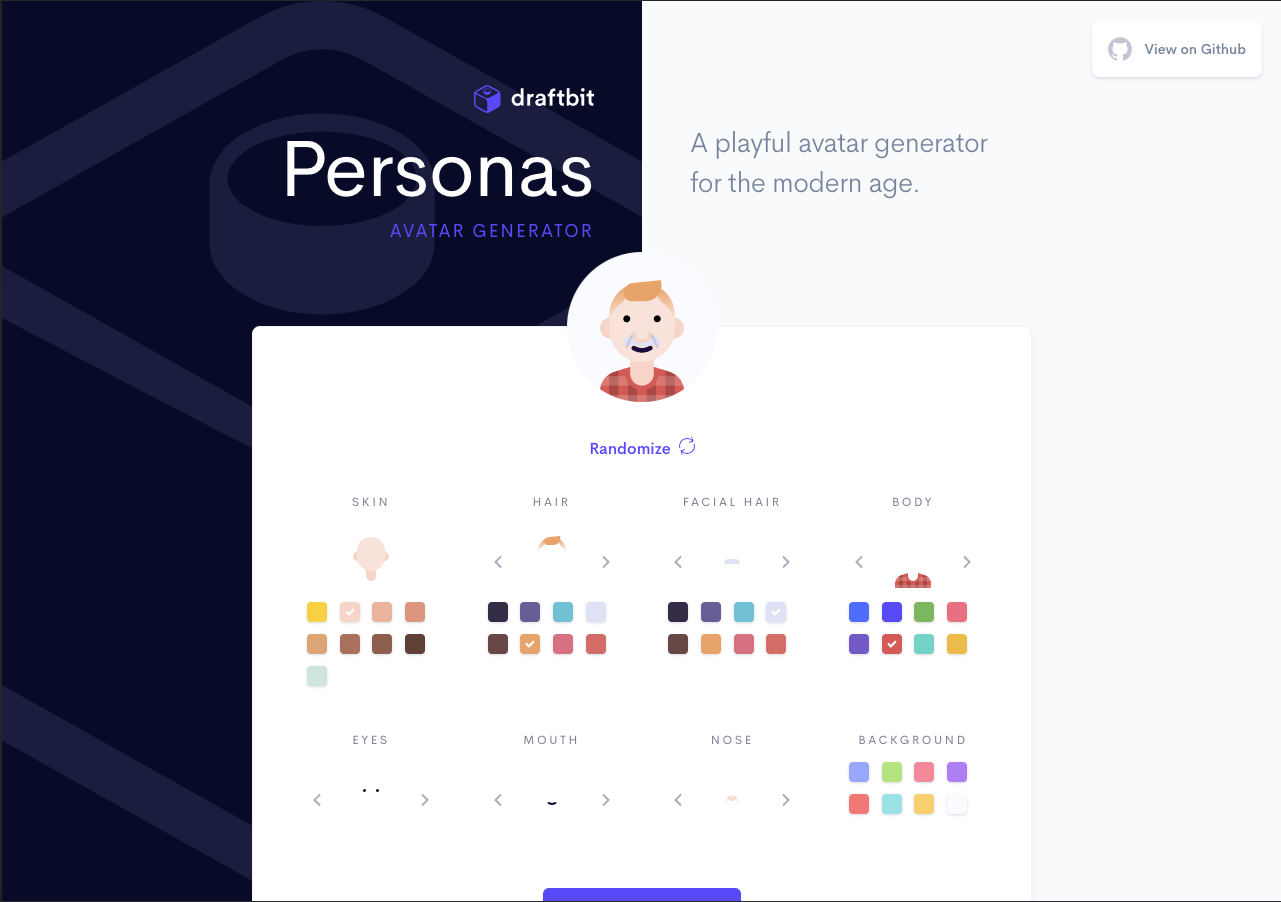 draftbit
Personas
AVATAR GENERATOR
View on Github
A playful avatar generator
for the modern age.
Randomize
SKIN
HAIR
FACIAL HAIR
BODY
EYES
MOUTH
NOSE
BACKGROUND